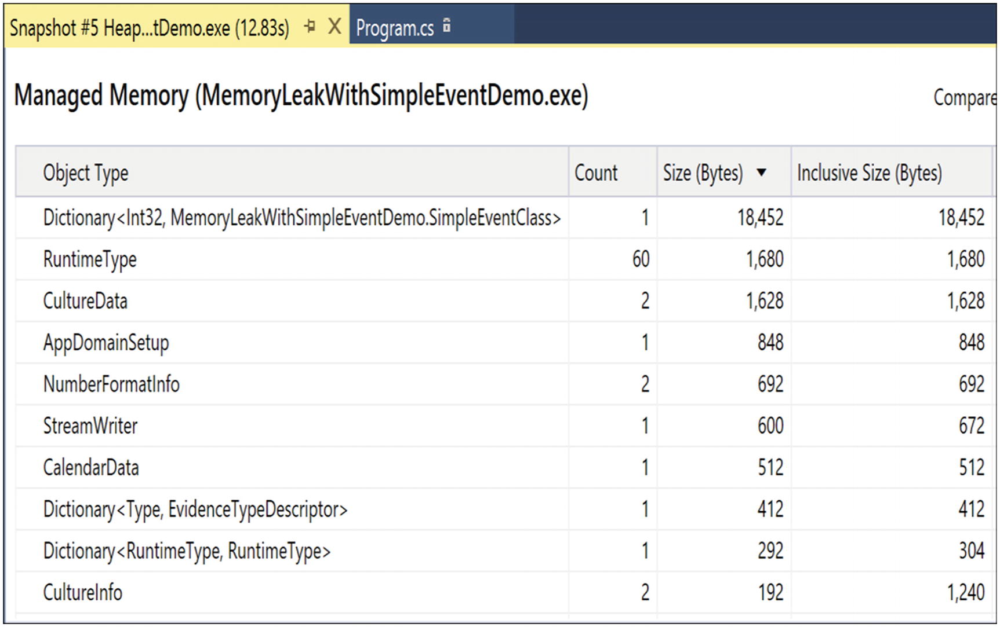 Snapshot #5 Heap...tDemo.exe (12.83s) X Program.cs
Managed Memory (MemoryLeakWithSimpleEventDemo.exe) Compare
Object Type Count Size (Bytes) ▼ Inclusive Size (Bytes)
Dictionary<Int32, MemoryLeakWithSimpleEventDemo.SimpleEventClass> 1 18,452 18,452
RuntimeType 60 1,680 1,680
CultureData 2 1,628 1,628
AppDomainSetup 1 848 848
NumberFormatInfo 2 692 692
StreamWriter 1 600 672
CalendarData 1 512 512
Dictionary<Type, EvidenceTypeDescriptor> 1 412 412
Dictionary<RuntimeType, RuntimeType> 1 292 304
CultureInfo 2 192 1,240